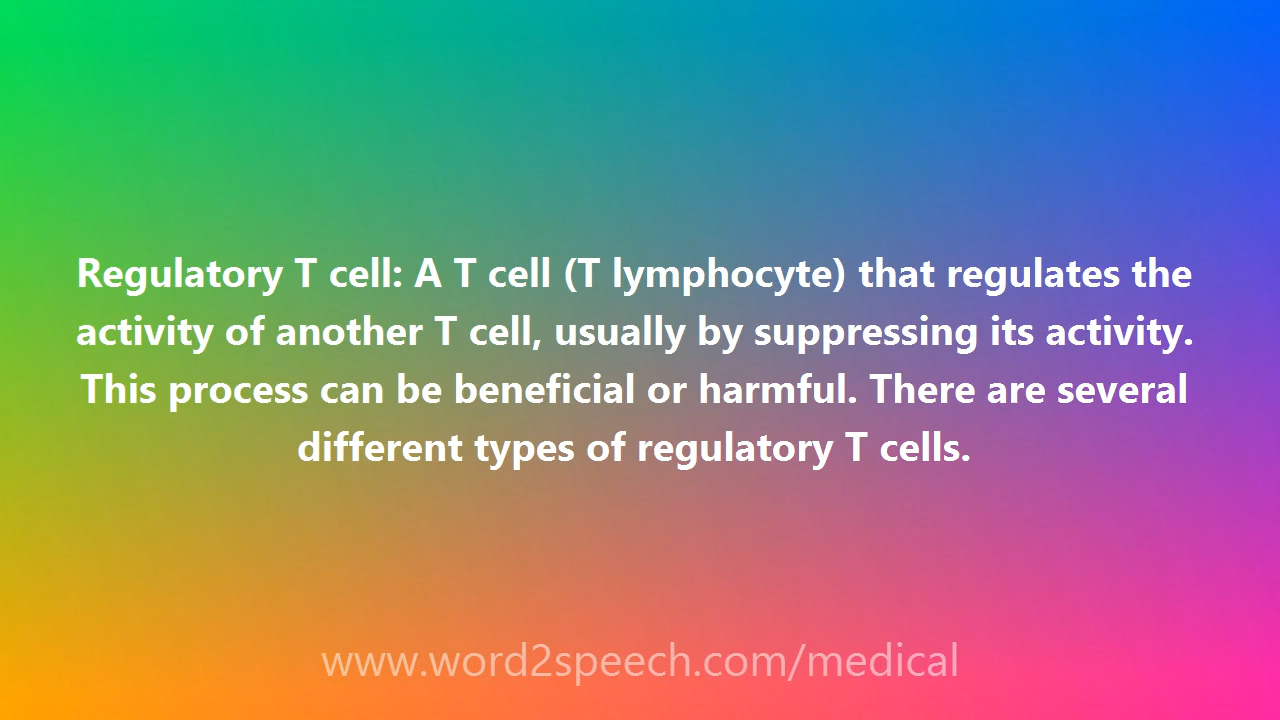 Regulatory T cell: A T cell (T lymphocyte) that regulates the
activity of another T cell, usually by suppressing its activity.
This process can be beneficial or harmful. There are several
different types of regulatory T cells.
www.word2speech.com/medical